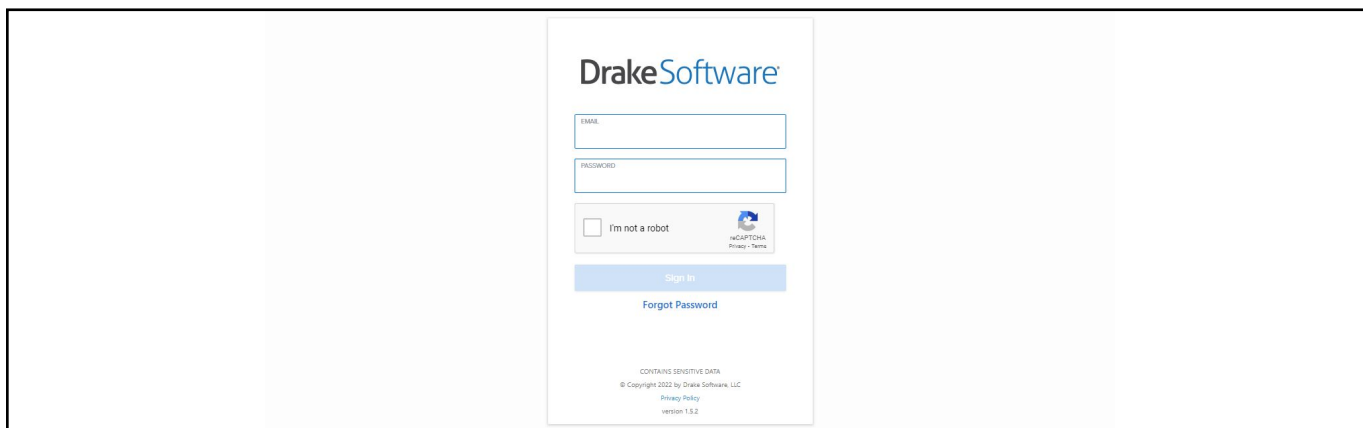 DrakeSoftware
EMAIL
PASSWORD
I'm not a robot
reCAPTCHA
Privacy - Terms
Sign In
Forgot Password
CONTAINS SENSITIVE DATA
© Copyright 2022 by Drake Software, LLC
Privacy Policy
version 1.5.2